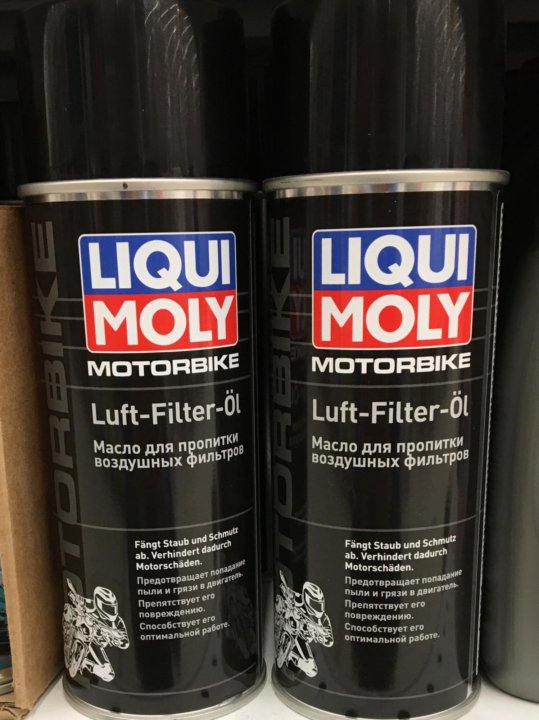 MOTORBIKE
LIQUI
MOLY
MOTORBIKE
Luft-Filter-Öl
Масло для пропитки
воздушных фильтров
Fängt Staub und Schmutz
ab. Verhindert dadurch
Motorschäden.
Предотвращает попадание
пыли и грязи в двигатель.
Препятствует его
повреждению.
Способствует его
оптимальной работе.
MOTORBIKE
LIQUI
MOLY
MOTORBIKE
Luft-Filter-Öl
Масло для пропитки
воздушных фильтров
Fängt Staub und Schmutz
ab. Verhindert dadurch
Motorschäden.
Предотвращает попадание
пыли и грязи в двигатель.
Препятствует его
повреждению.
Способствует его
оптимальной работе.